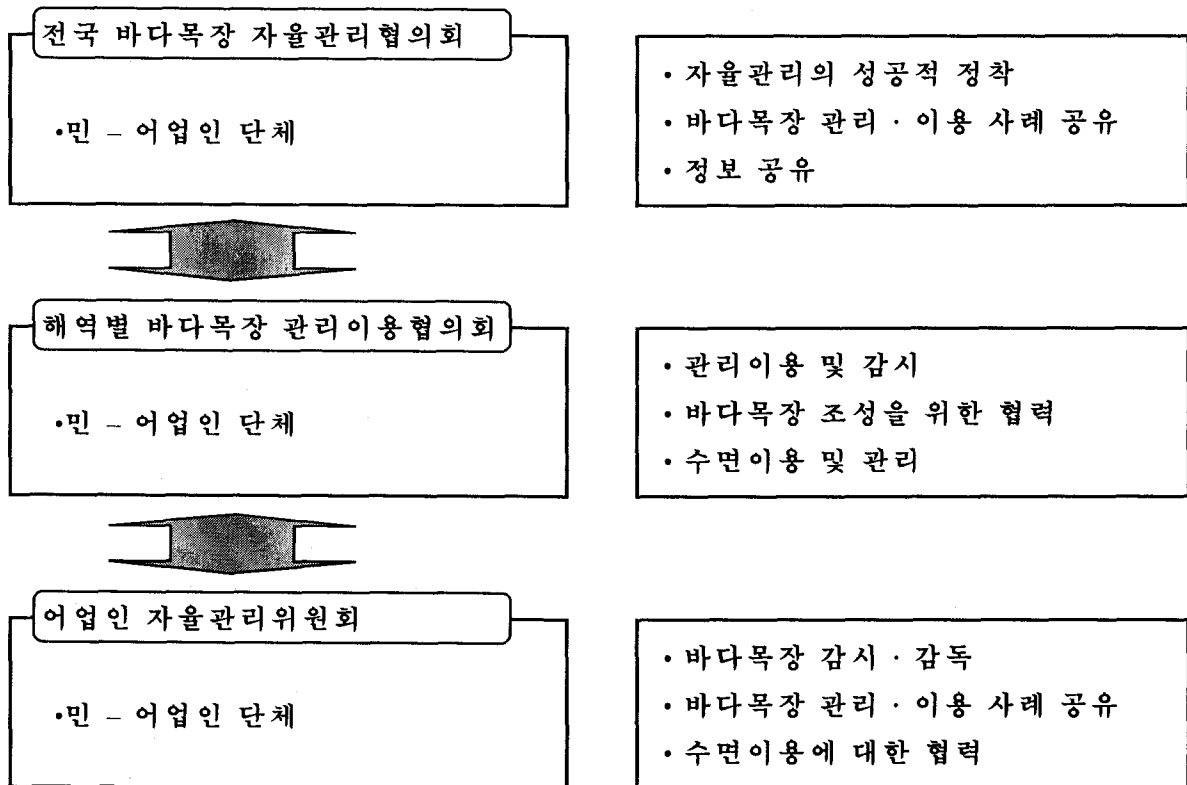 전국 바다목장 자율관리협의회
•민 – 어업인 단체
• 자율관리의 성공적 정착
• 바다목장 관리 · 이용 사례 공유
• 정보 공유
해역별 바다목장 관리이용협의회
•민 – 어업인 단체
• 관리이용 및 감시
• 바다목장 조성을 위한 협력
• 수면이용 및 관리
어업인 자율관리위원회
•민 – 어업인 단체
• 바다목장 감시 · 감독
• 바다목장 관리 · 이용 사례 공유
• 수면이용에 대한 협력